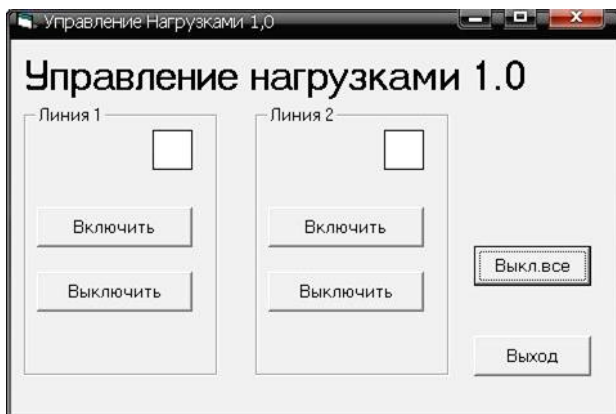 Управление Нагрузками 1,0
Управление нагрузками 1.0
Линия 1
Линия 2
Включить
Включить
Выключить
Выключить
Выкл.все
Выход